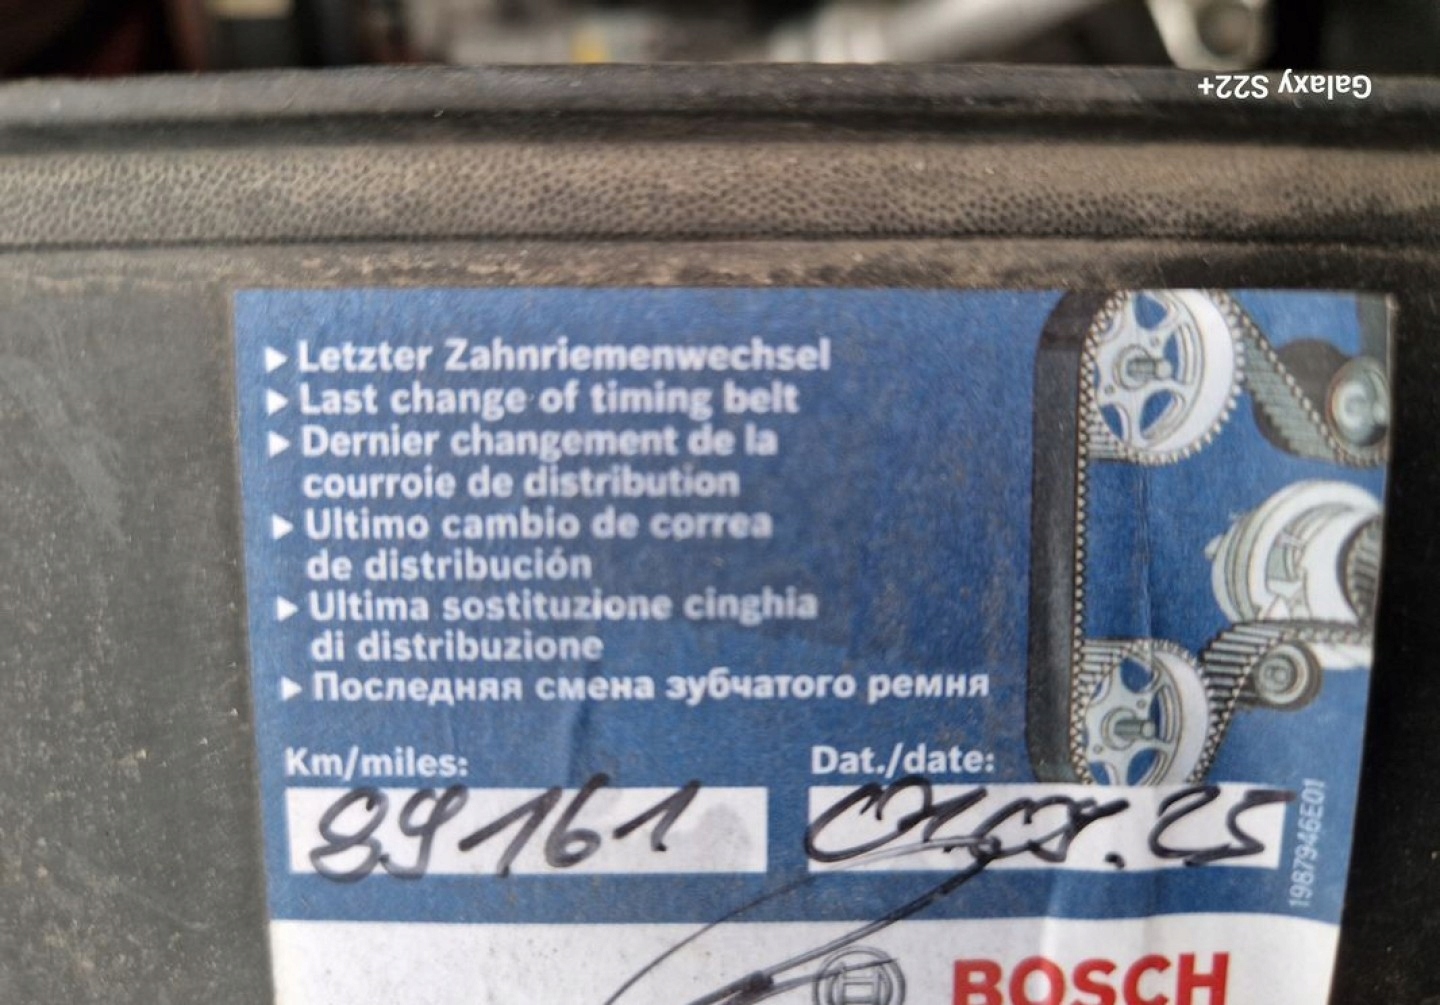 Galaxy S22+
▸ Letzter Zahnriemenwechsel
▸ Last change of timing belt
▸ Dernier changement de la
courroie de distribution
▸ Ultimo cambio de correa
de distribución
▸ Ultima sostituzione cinghia
di distribuzione
▸ Последняя смена зубчатого ремня
Km/miles: Dat./date:
89161
1987946E01
BOSCH